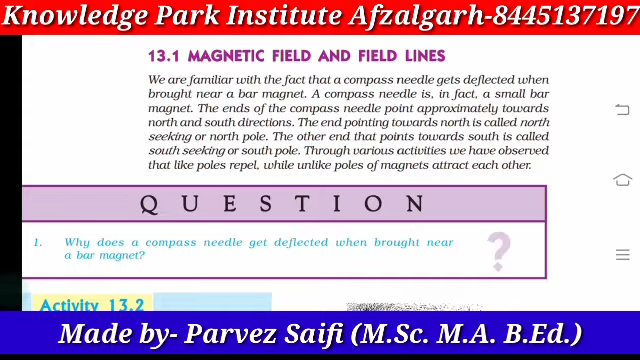 Knowledge Park Institute Afzalgarh-8445137197
13.1 MAGNETIC FIELD AND FIELD LINES
We are familiar with the fact that a compass needle gets deflected when
brought near a bar magnet. A compass needle is, in fact, a small bar
magnet. The ends of the compass needle point approximately towards
north and south directions. The end pointing towards north is called north
seeking or north pole. The other end that points towards south is called
south seeking or south pole. Through various activities we have observed
that like poles repel, while unlike poles of magnets attract each other.
QUESTION
1. Why does a compass needle get deflected when brought near
a bar magnet?
?
Activity 13.2
Made by- Parvez Saifi (M.Sc. M.A. B.Ed.)